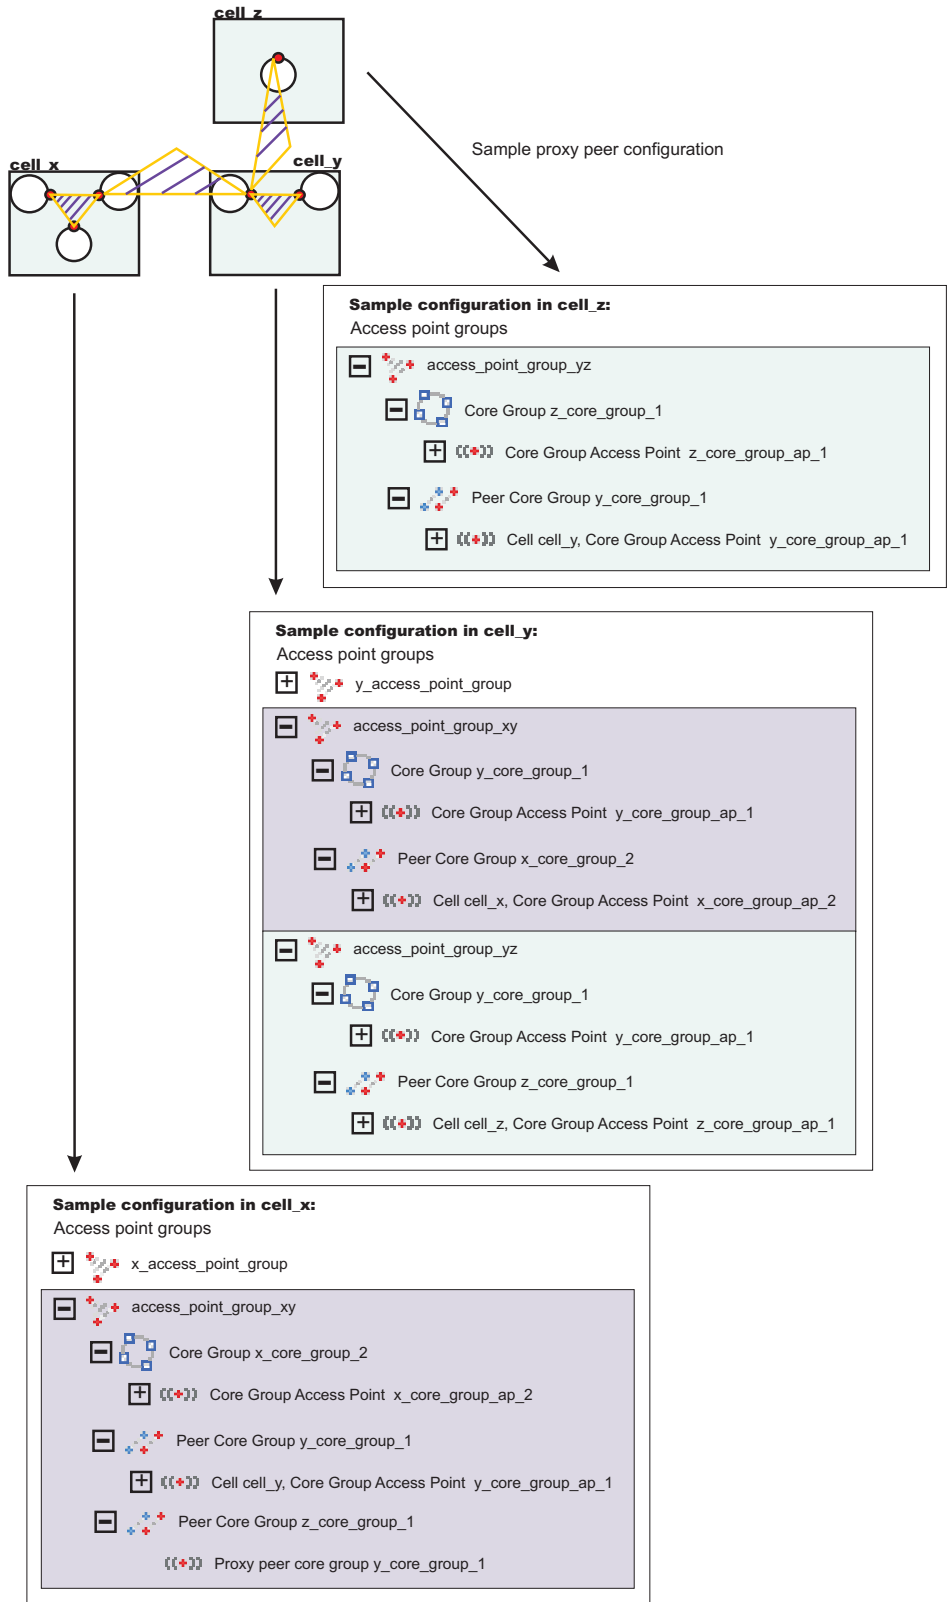 cell_z
cell_x
cell_y
Sample proxy peer configuration
Sample configuration in cell_z:
Access point groups
access_point_group_yz
Core Group z_core_group_1
Core Group Access Point z_core_group_ap_1
Peer Core Group y_core_group_1
Cell cell_y, Core Group Access Point y_core_group_ap_1
Sample configuration in cell_y:
Access point groups
y_access_point_group
access_point_group_xy
Core Group y_core_group_1
Core Group Access Point y_core_group_ap_1
Peer Core Group x_core_group_2
Cell cell_x, Core Group Access Point x_core_group_ap_2
access_point_group_yz
Core Group y_core_group_1
Core Group Access Point y_core_group_ap_1
Peer Core Group z_core_group_1
Cell cell_z, Core Group Access Point z_core_group_ap_1
Sample configuration in cell_x:
Access point groups
x_access_point_group
access_point_group_xy
Core Group x_core_group_2
Core Group Access Point x_core_group_ap_2
Peer Core Group y_core_group_1
Cell cell_y, Core Group Access Point y_core_group_ap_1
Peer Core Group z_core_group_1
Proxy peer core group y_core_group_1